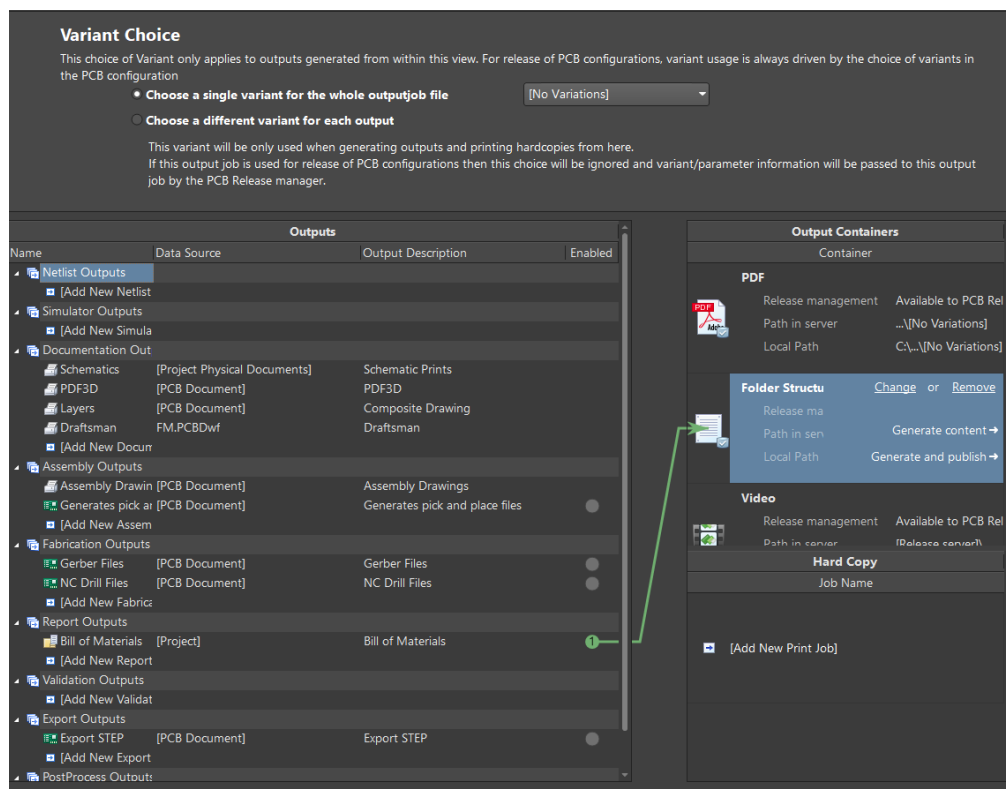 Variant Choice
This choice of Variant only applies to outputs generated from within this view. For release of PCB configurations, variant usage is always driven by the choice of variants in
the PCB configuration
Choose a single variant for the whole outputjob file
[No Variations]
Choose a different variant for each output
This variant will be only used when generating outputs and printing hardcopies from here.
If this output job is used for release of PCB configurations then this choice will be ignored and variant/parameter information will be passed to this output
job by the PCB Release manager.
Outputs
Name Data Source Output Description Enabled
Netlist Outputs
[Add New Netlist
Simulator Outputs
[Add New Simula
Documentation Out
Schematics [Project Physical Documents] Schematic Prints
PDF3D [PCB Document] PDF3D
Layers [PCB Document] Composite Drawing
Draftsman FM.PCBDwf Draftsman
[Add New Docum
Assembly Outputs
Assembly Drawin [PCB Document] Assembly Drawings
Generates pick ar [PCB Document] Generates pick and place files
[Add New Assem
Fabrication Outputs
Gerber Files [PCB Document] Gerber Files
NC Drill Files [PCB Document] NC Drill Files
[Add New Fabrica
Report Outputs
Bill of Materials [Project] Bill of Materials 1
[Add New Report
Validation Outputs
[Add New Validat
Export Outputs
Export STEP [PCB Document] Export STEP
[Add New Export
PostProcess Outputs
Output Containers
Container
PDF
PDF
Adobe
Release management Available to PCB Rel
Path in server ...\[No Variations]
Local Path C:\...\[No Variations]
Folder Structu Change or Remove
Release ma
Path in serv Generate content
Local Path Generate and publish
Video
Release management Available to PCB Rel
Path in server [Release server]\
Hard Copy
Job Name
[Add New Print Job]